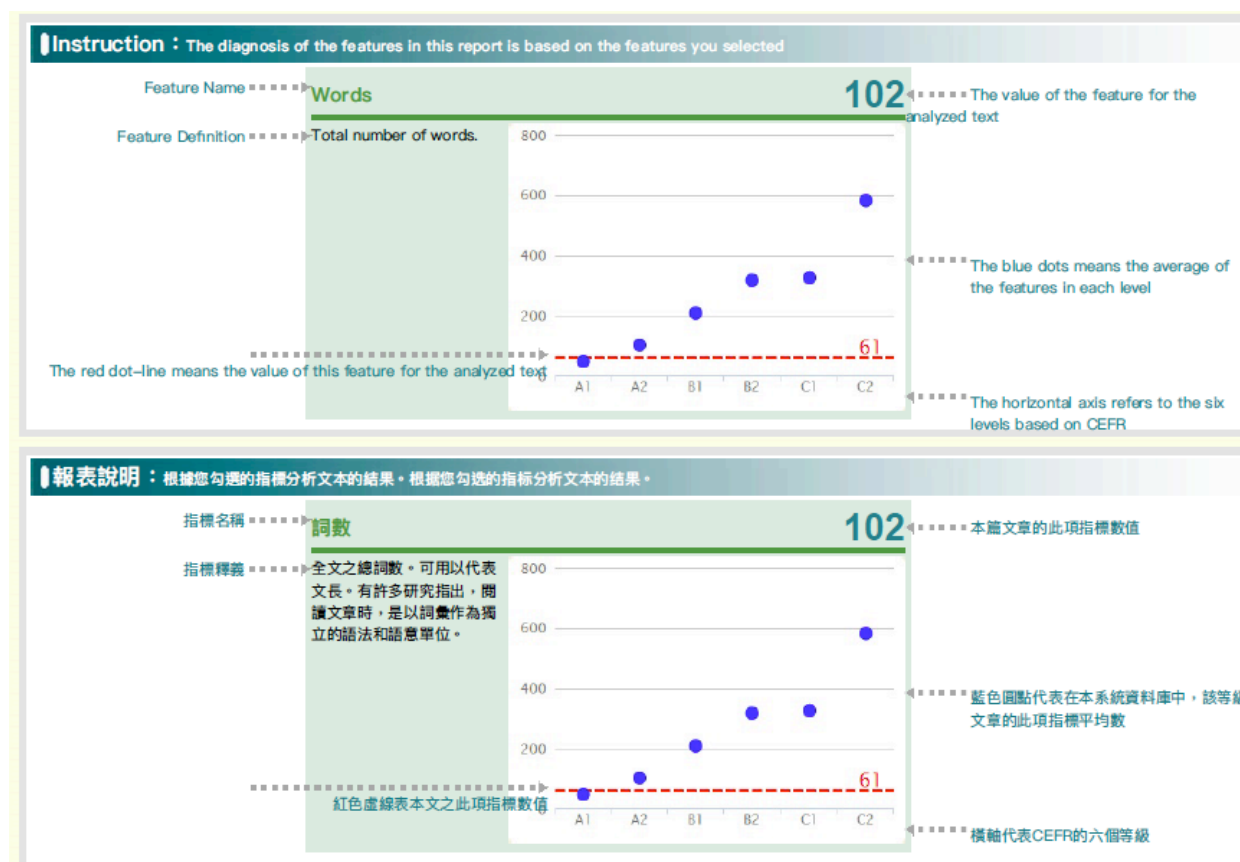 Instruction：The diagnosis of the features in this report is based on the features you selected
Feature Name
Words
102
The value of the feature for the
analyzed text
Feature Definition
Total number of words.
800
600
400
The blue dots means the average of
the features in each level
200
61
The red dot-line means the value of this feature for the analyzed text
0
A1 A2 B1 B2 C1 C2
The horizontal axis refers to the six
levels based on CEFR
報表說明：根據您勾選的指標分析文本的結果。根据您勾选的指标分析文本的结果。
指標名稱
詞數
102
本篇文章的此項指標數值
指標釋義
全文之總詞數。可用以代表
文長。有許多研究指出，閱
讀文章時，是以詞彙作為獨
立的語法和語意單位。
800
600
400
藍色圓點代表在本系統資料庫中，該等級
文章的此項指標平均數
200
61
紅色虛線表本文之此項指標數值
0
A1 A2 B1 B2 C1 C2
橫軸代表CEFR的六個等級